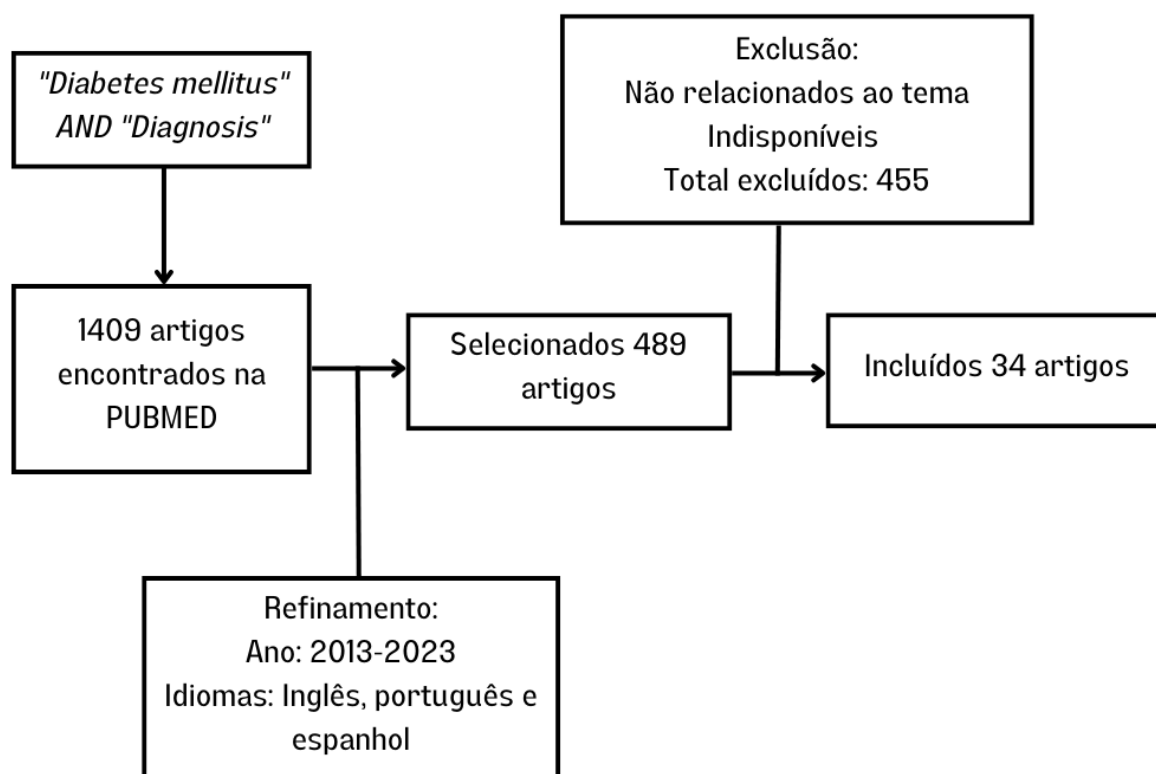 "Diabetes mellitus"
AND "Diagnosis"
1409 artigos
encontrados na
PUBMED
Refinamento:
Ano: 2013-2023
Idiomas: Inglês, português e
espanhol
Selecionados 489
artigos
Exclusão:
Não relacionados ao tema
Indisponíveis
Total excluídos: 455
Incluídos 34 artigos